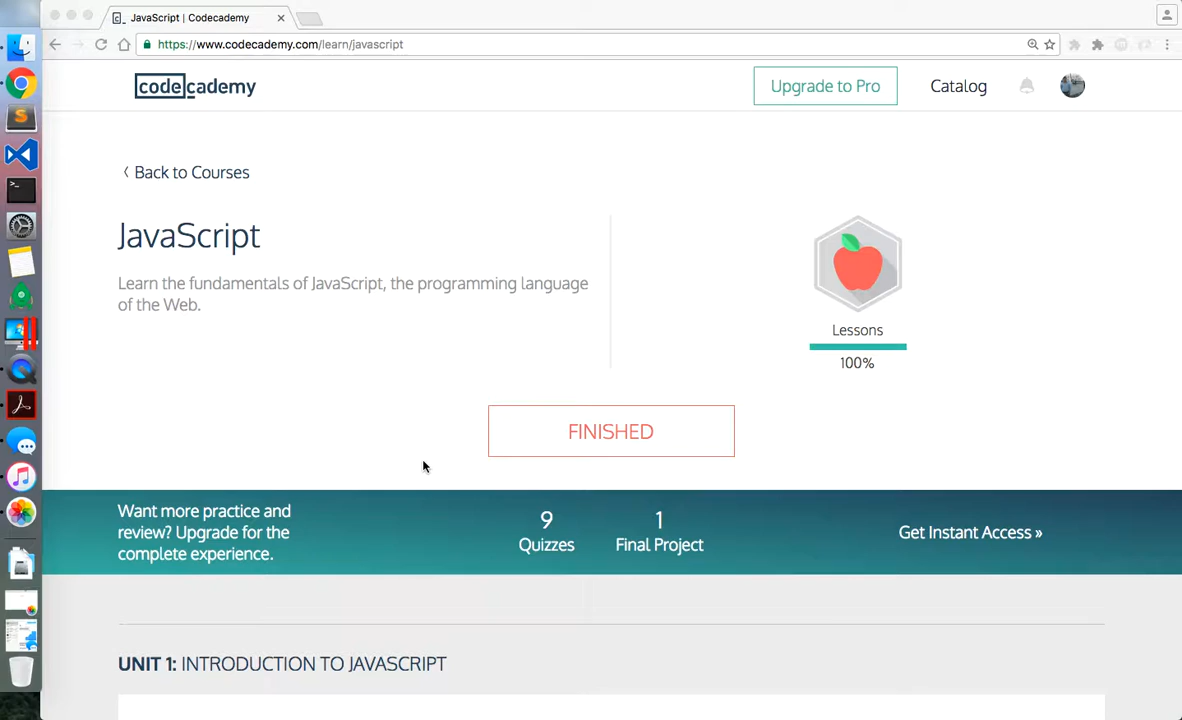 JavaScript | Codecademy
https://www.codecademy.com/learn/javascript
codecademy
Upgrade to Pro
Catalog
Back to Courses
JavaScript
Learn the fundamentals of JavaScript, the programming language
of the Web.
Lessons
100%
FINISHED
Want more practice and
review? Upgrade for the
complete experience.
9
Quizzes
1
Final Project
Get Instant Access »
UNIT 1: INTRODUCTION TO JAVASCRIPT